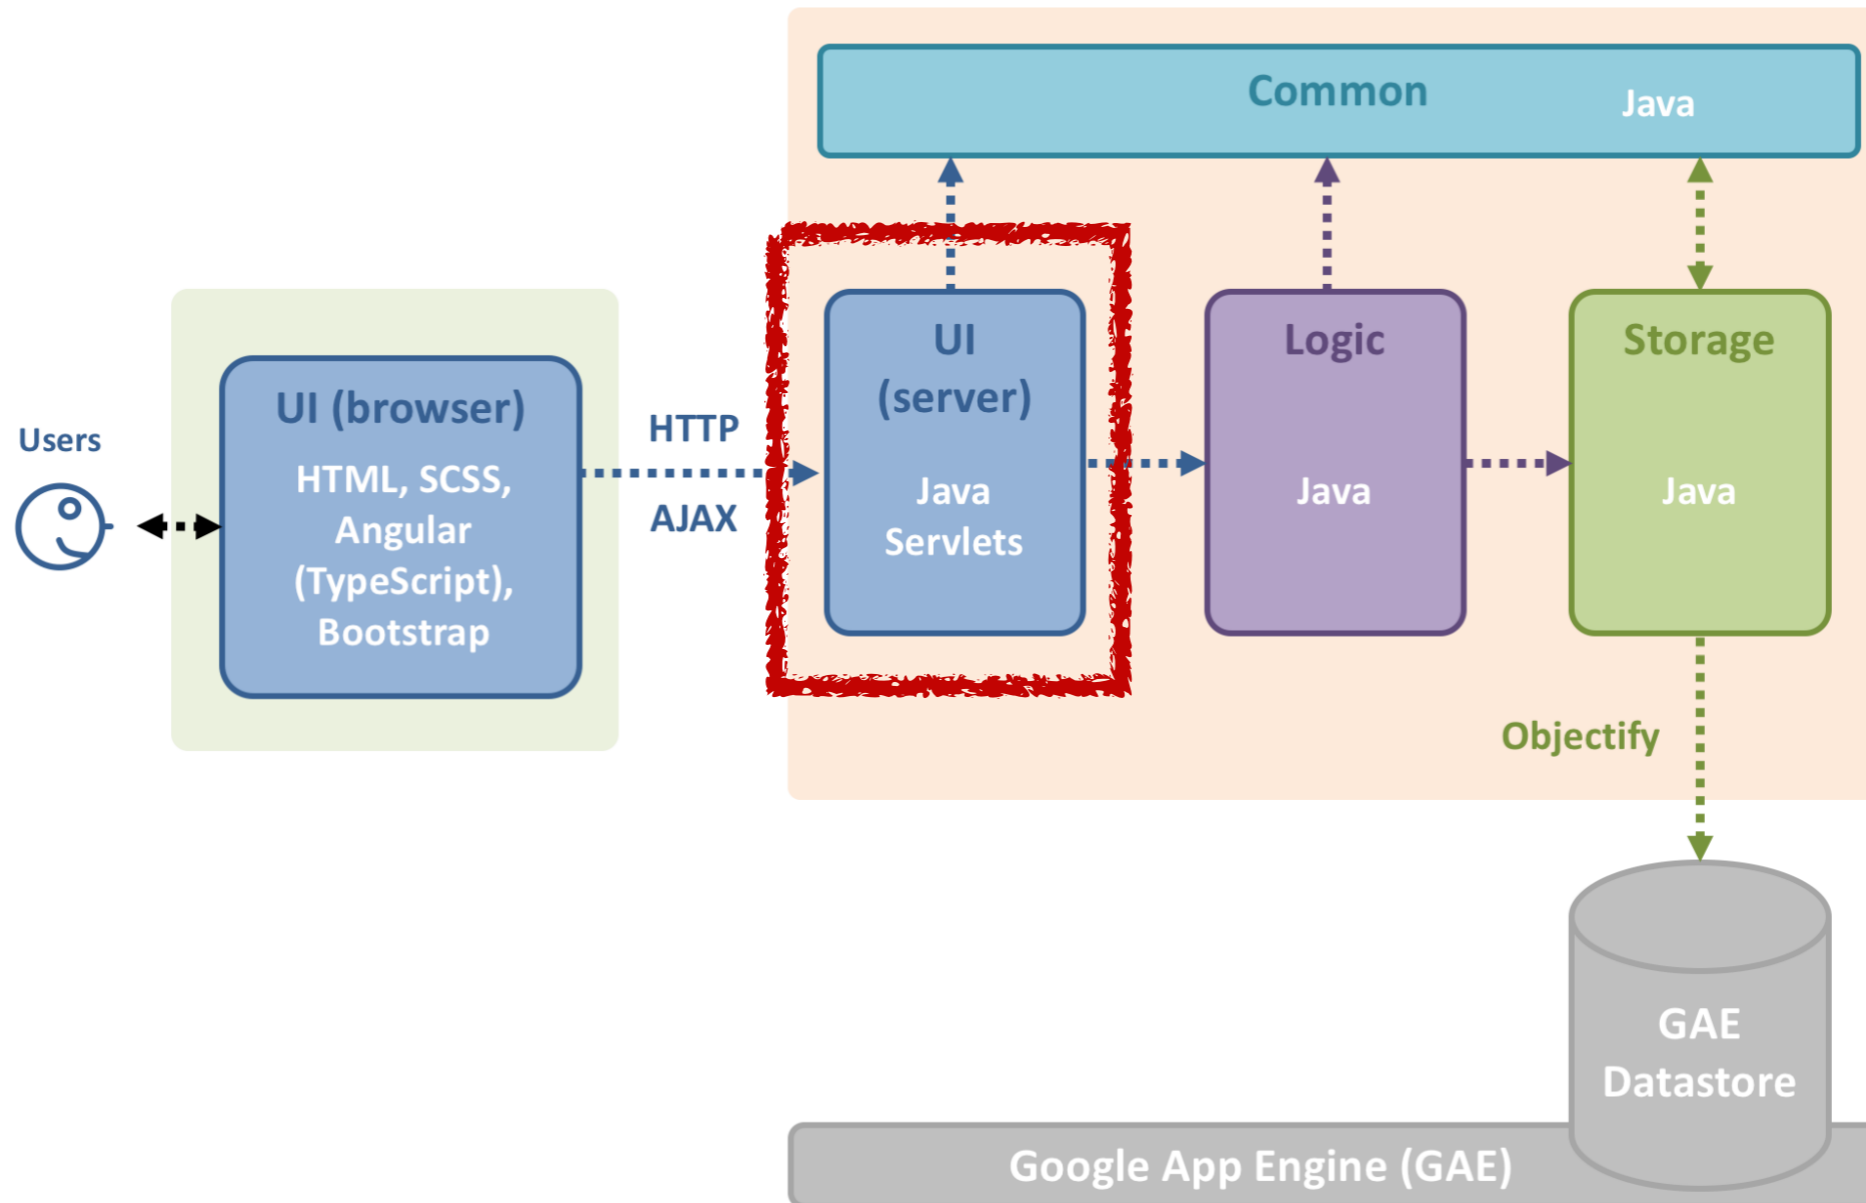 Common
Java
Users
UI (browser)
HTML, SCSS,
Angular
(TypeScript),
Bootstrap
HTTP
AJAX
UI
(server)
Java
Servlets
Logic
Java
Storage
Java
Objectify
GAE
Datastore
Google App Engine (GAE)